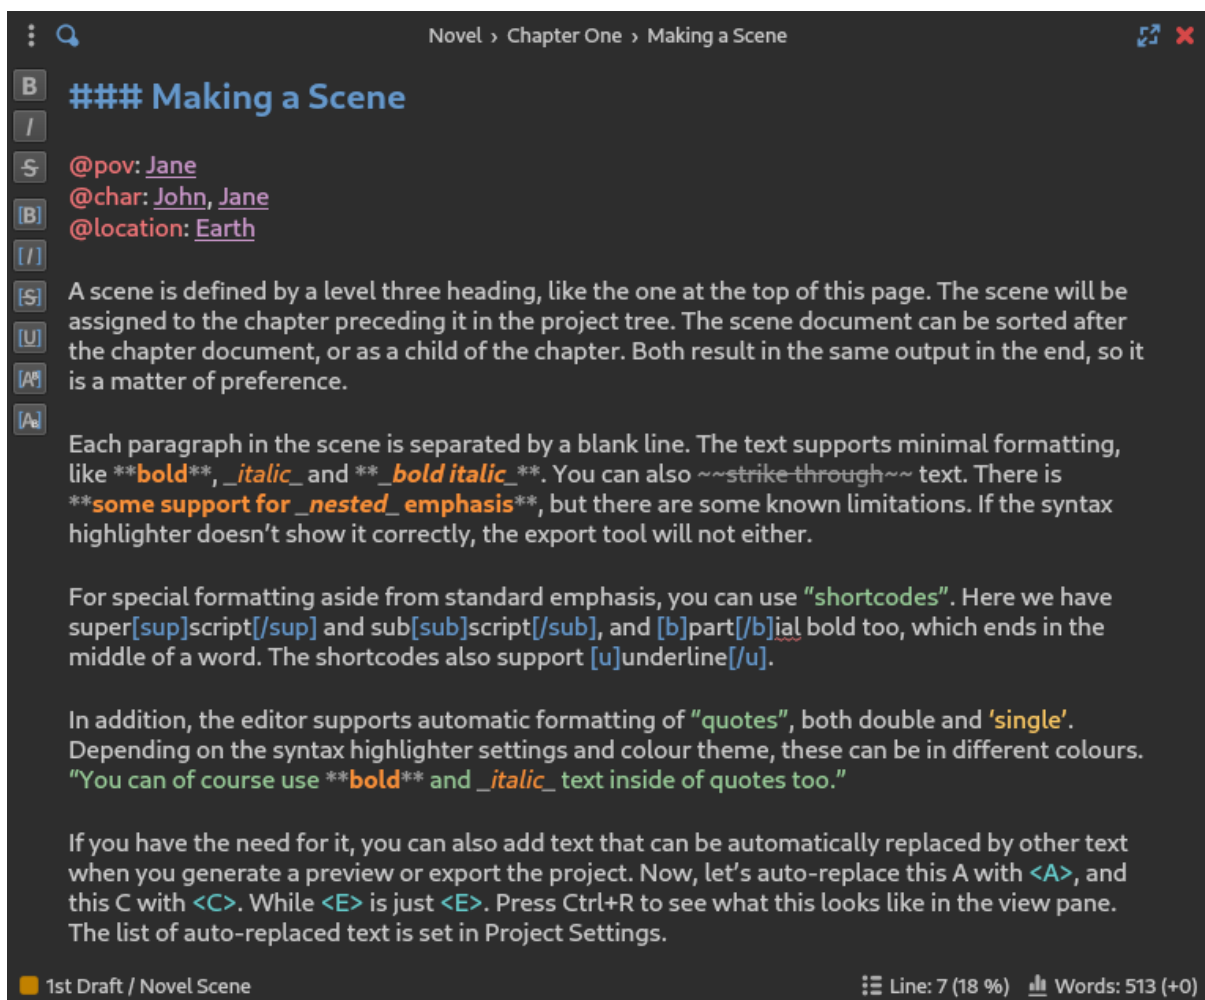 Novel › Chapter One › Making a Scene
B
### Making a Scene
I
@pov: Jane
S
@char: John, Jane
[B]
@location: Earth
[I]
[S]
A scene is defined by a level three heading, like the one at the top of this page. The scene will be
assigned to the chapter preceding it in the project tree. The scene document can be sorted after
[U]
the chapter document, or as a child of the chapter. Both result in the same output in the end, so it
[AB]
is a matter of preference.
[AB]
Each paragraph in the scene is separated by a blank line. The text supports minimal formatting,
like **bold**, _italic_ and **_bold italic_**. You can also ~~strike through~~ text. There is
**some support for _nested_ emphasis**, but there are some known limitations. If the syntax
highlighter doesn’t show it correctly, the export tool will not either.
For special formatting aside from standard emphasis, you can use “shortcodes”. Here we have
super[sup]script[/sup] and sub[sub]script[/sub], and [b]part[/b]ial bold too, which ends in the
middle of a word. The shortcodes also support [u]underline[/u].
In addition, the editor supports automatic formatting of “quotes”, both double and ‘single’.
Depending on the syntax highlighter settings and colour theme, these can be in different colours.
“You can of course use **bold** and _italic_ text inside of quotes too.”
If you have the need for it, you can also add text that can be automatically replaced by other text
when you generate a preview or export the project. Now, let’s auto-replace this A with <A>, and
this C with <C>. While <E> is just <E>. Press Ctrl+R to see what this looks like in the view pane.
The list of auto-replaced text is set in Project Settings.
1st Draft / Novel Scene
Line: 7 (18 %)
Words: 513 (+0)